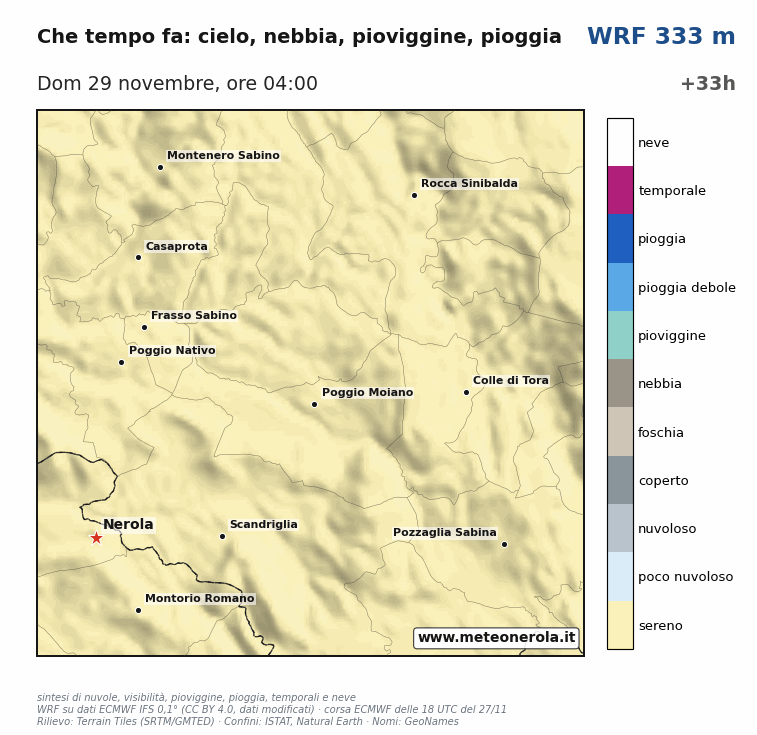 Che tempo fa: cielo, nebbia, pioviggine, pioggia
WRF 333 m
Dom 29 novembre, ore 04:00
+33h
Montenero Sabino
Rocca Sinibalda
Casaprota
Frasso Sabino
Poggio Nativo
Poggio Moiano
Colle di Tora
Nerola
Scandriglia
Pozzaglia Sabina
Montorio Romano
www.meteonerola.it
neve
temporale
pioggia
pioggia debole
pioviggine
nebbia
foschia
coperto
nuvoloso
poco nuvoloso
sereno
sintesi di nuvole, visibilità, pioviggine, pioggia, temporali e neve
WRF su dati ECMWF IFS 0,1° (CC BY 4.0, dati modificati) · corsa ECMWF delle 18 UTC del 27/11
Rilievo: Terrain Tiles (SRTM/GMTED) · Confini: ISTAT, Natural Earth · Nomi: GeoNames